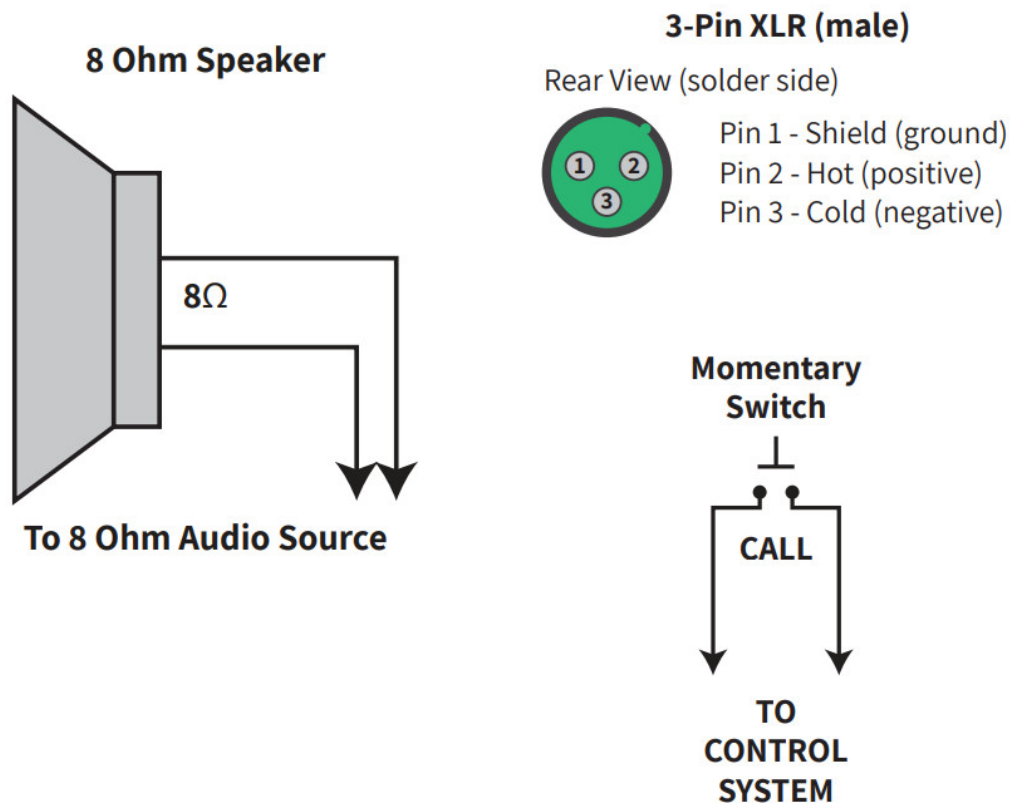 8 Ohm Speaker
8Ω
To 8 Ohm Audio Source
3-Pin XLR (male)
Rear View (solder side)
1
2
3
Pin 1 - Shield (ground)
Pin 2 - Hot (positive)
Pin 3 - Cold (negative)
Momentary
Switch
CALL
TO
CONTROL
SYSTEM